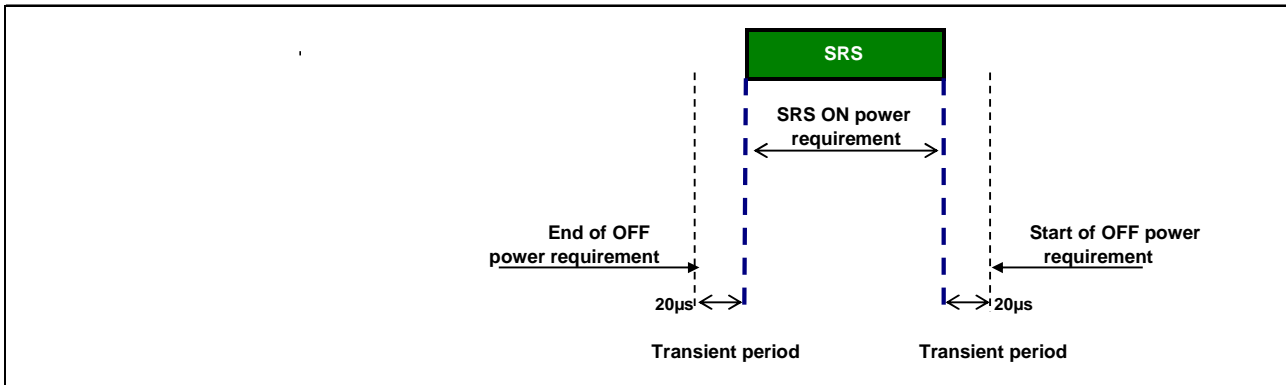 SRS
SRS ON power
requirement
End of OFF
power requirement
Start of OFF power
requirement
20µs
20µs
Transient period
Transient period